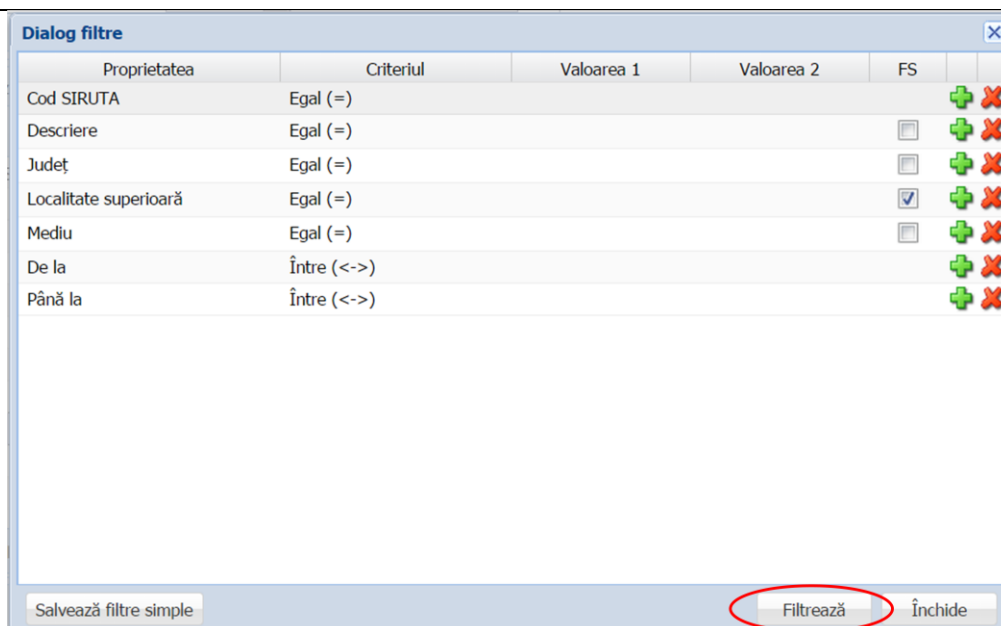 Dialog filtre
Proprietatea Criteriul Valoarea 1 Valoarea 2 FS
Cod SIRUTA Egal (=)
Descriere Egal (=)
Județ Egal (=)
Localitate superioară Egal (=)
Mediu Egal (=)
De la Între (<->)
Până la Între (<->)
Salvează filtre simple Filtrează Închide